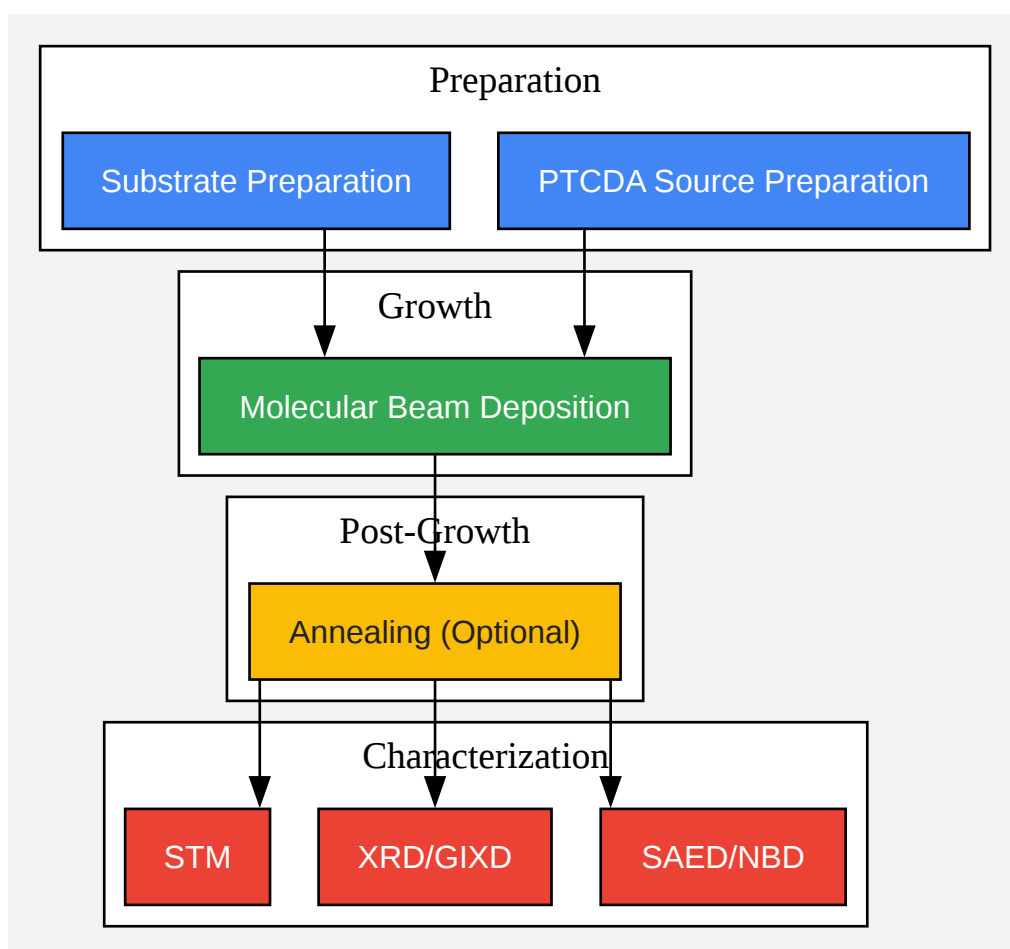 Preparation
Substrate Preparation
PTCDA Source Preparation
Growth
Molecular Beam Deposition
Post-Growth
Annealing (Optional)
Characterization
STM
XRD/GIXD
SAED/NBD